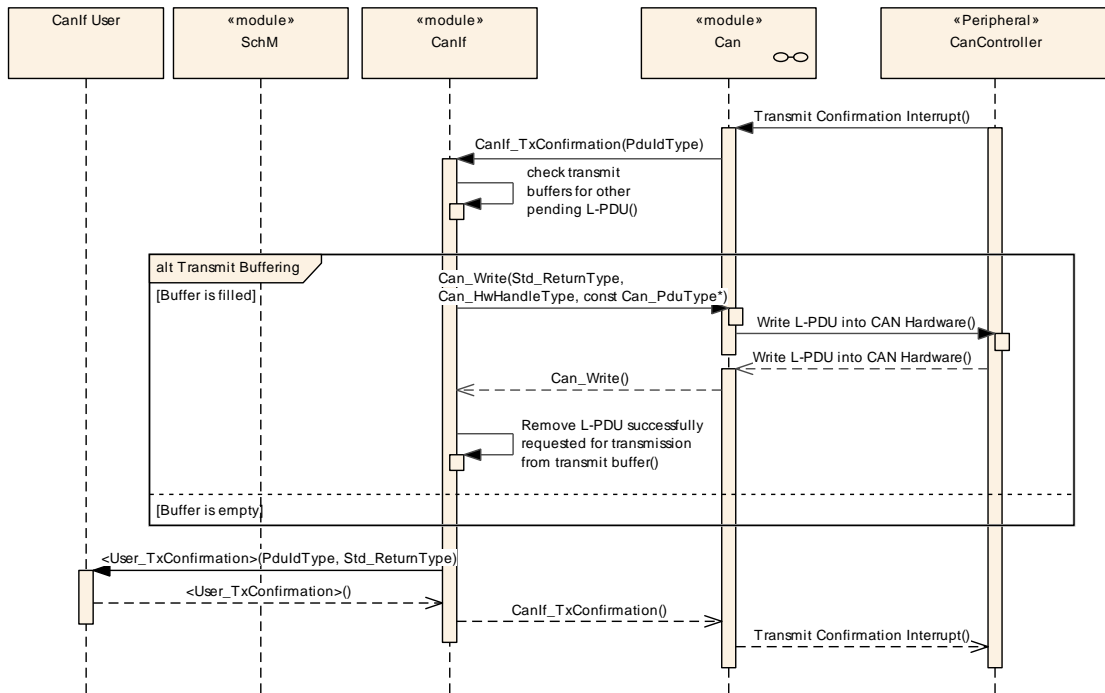 CanIf User
«module»
SchM
«module»
CanIf
«module»
Can
«Peripheral»
CanController
Transmit Confirmation Interrupt()
CanIf_TxConfirmation(PduIdType)
check transmit
buffers for other
pending L-PDU()
alt Transmit Buffering
[Buffer is filled]
Can_Write(Std_ReturnType,
Can_HwHandleType, const Can_PduType*)
Write L-PDU into CAN Hardware()
Write L-PDU into CAN Hardware()
Can_Write()
Remove L-PDU successfully
requested for transmission
from transmit buffer()
[Buffer is empty]
<User_TxConfirmation>(PduIdType, Std_ReturnType)
<User_TxConfirmation>()
CanIf_TxConfirmation()
Transmit Confirmation Interrupt()